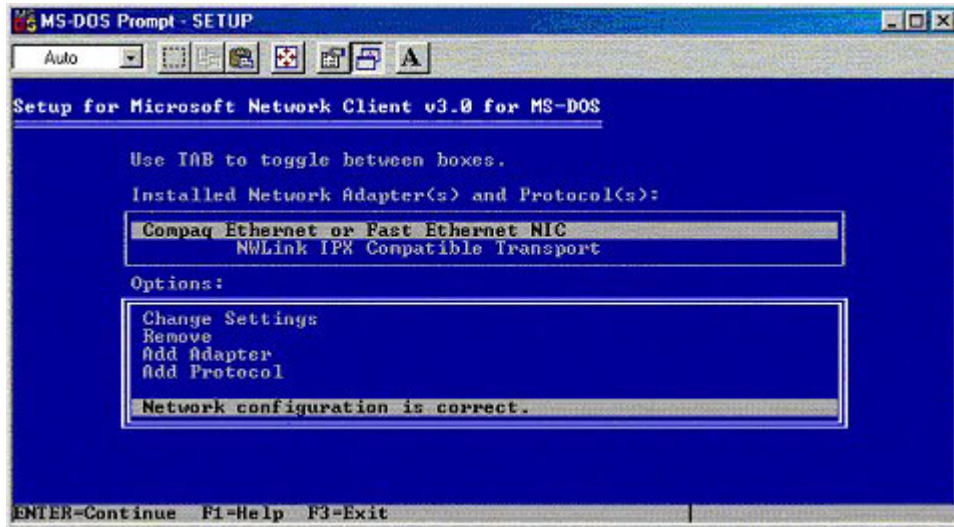 MS-DOS Prompt - SETUP
Auto
A
Setup for Microsoft Network Client v3.0 for MS-DOS
Use TAB to toggle between boxes.
Installed Network Adapter(s) and Protocol(s):
Compaq Ethernet or Fast Ethernet NIC
NWLink IPX Compatible Transport
Options:
Change Settings
Remove
Add Adapter
Add Protocol
Network configuration is correct.
ENTER=Continue F1=Help F3=Exit